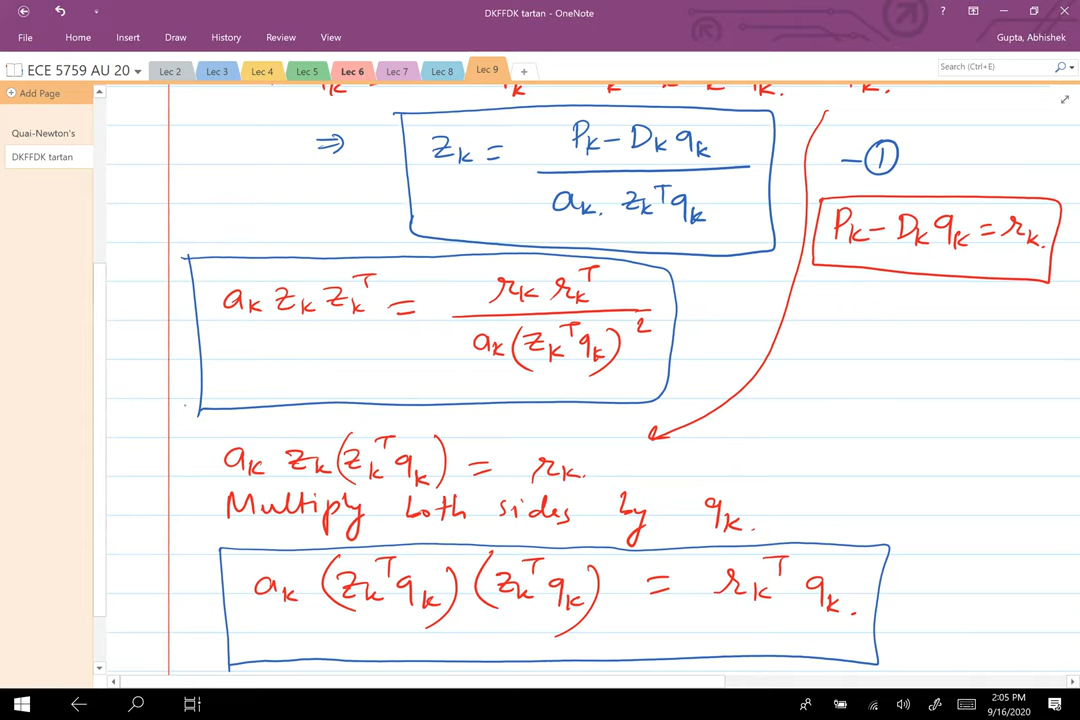 DKFFDK tartan - OneNote
Gupta, Abhishek
File Home Insert Draw History Review View
ECE 5759 AU 20
Lec 2 Lec 3 Lec 4 Lec 5 Lec 6 Lec 7 Lec 8 Lec 9
Search (Ctrl+E)
Add Page
Quai-Newton's
DKFFDK tartan
⇒ z_k = (p_k - D_k q_k) / (a_k. z_k^T q_k) - ①
p_k - D_k q_k = r_k.
a_k z_k z_k^T = r_k r_k^T / (a_k (z_k^T q_k)^2)
a_k z_k (z_k^T q_k) = r_k.
Multiply both sides by q_k.
a_k (z_k^T q_k) (z_k^T q_k) = r_k^T q_k.
2:05 PM
9/16/2020